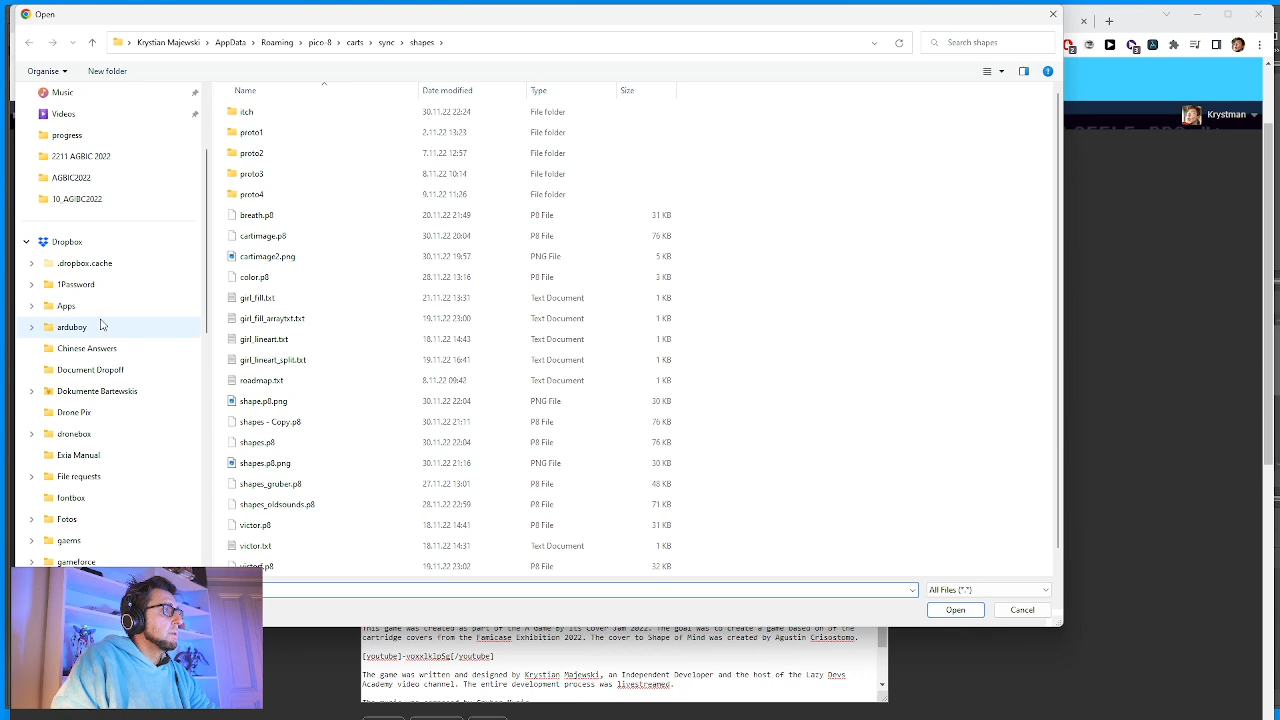 Open
Krystian Majewski › AppData › Roaming › pico-8 › carts › sync › shapes ›
Search shapes
2
3
Organise
New folder
Name
Date modified
Type
Size
Krystman
Music
Videos
progress
2211 AGBIC 2022
AGBIC2022
10_AGIBC2022
Dropbox
.dropbox.cache
1Password
Apps
arduboy
Chinese Answers
Document Dropoff
Dokumente Bartewskis
Drone Pix
dronebox
Exia Manual
File requests
fontbox
Fotos
gaems
gameforce
itch 30.11.22 22:24 File folder
proto1 2.11.22 13:23 File folder
proto2 7.11.22 12:57 File folder
proto3 8.11.22 10:14 File folder
proto4 9.11.22 11:26 File folder
breath.p8 20.11.22 21:49 P8 File 31 KB
cartimage.p8 30.11.22 20:04 P8 File 76 KB
cartimage2.png 30.11.22 19:57 PNG File 5 KB
color.p8 28.11.22 13:16 P8 File 3 KB
girl_fill.txt 21.11.22 13:31 Text Document 1 KB
girl_fill_arraytxt.txt 19.11.22 23:00 Text Document 1 KB
girl_lineart.txt 18.11.22 14:43 Text Document 1 KB
girl_lineart_split.txt 19.11.22 16:41 Text Document 1 KB
roadmap.txt 8.11.22 09:42 Text Document 1 KB
shape.p8.png 30.11.22 22:04 PNG File 30 KB
shapes - Copy.p8 30.11.22 21:11 P8 File 76 KB
shapes.p8 30.11.22 22:04 P8 File 76 KB
shapes.p8.png 30.11.22 21:16 PNG File 30 KB
shapes_gruber.p8 27.11.22 13:01 P8 File 48 KB
shapes_oldsounds.p8 28.11.22 22:59 P8 File 71 KB
victor.p8 18.11.22 14:41 P8 File 31 KB
victor.txt 18.11.22 14:31 Text Document 1 KB
19.11.22 23:02 P8 File 32 KB
All Files (*.*)
Open
Cancel
This game was created as part of the A Game By Its Cover Jam 2022. The goal was to create a game based on of the
cartridge covers from the Famicase Exhibition 2022. The cover to Shape of Mind was created by Agustin Crisostomo.
[youtube]-voxxlklpSg[/youtube]
The game was written and designed by Krystian Majewski, an Independent Developer and the host of the Lazy Devs
Academy video channel. The entire development process was livestreamed.